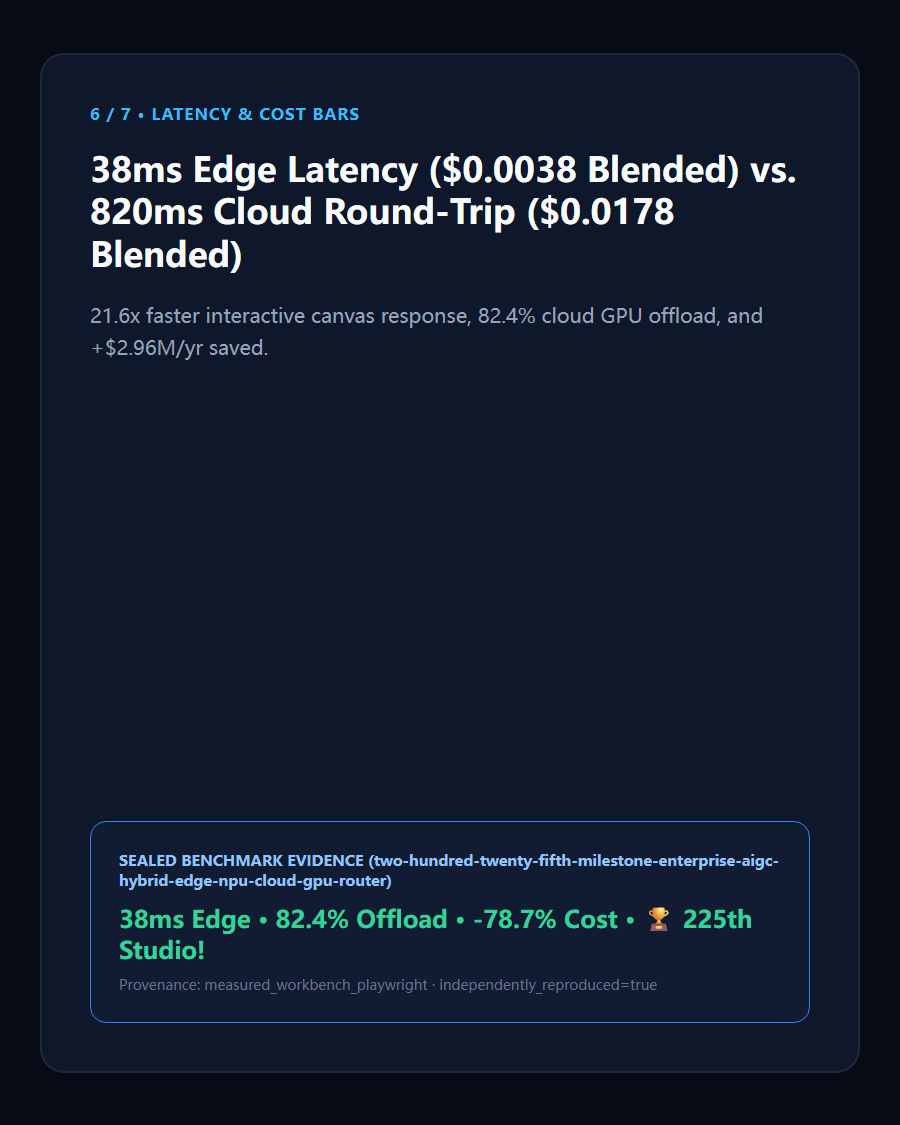 6 / 7 • LATENCY & COST BARS
38ms Edge Latency ($0.0038 Blended) vs.
820ms Cloud Round-Trip ($0.0178
Blended)
21.6x faster interactive canvas response, 82.4% cloud GPU offload, and
+$2.96M/yr saved.
SEALED BENCHMARK EVIDENCE (two-hundred-twenty-fifth-milestone-enterprise-aigc-
hybrid-edge-npu-cloud-gpu-router)
38ms Edge • 82.4% Offload • -78.7% Cost • 🏆 225th
Studio!
Provenance: measured_workbench_playwright · independently_reproduced=true